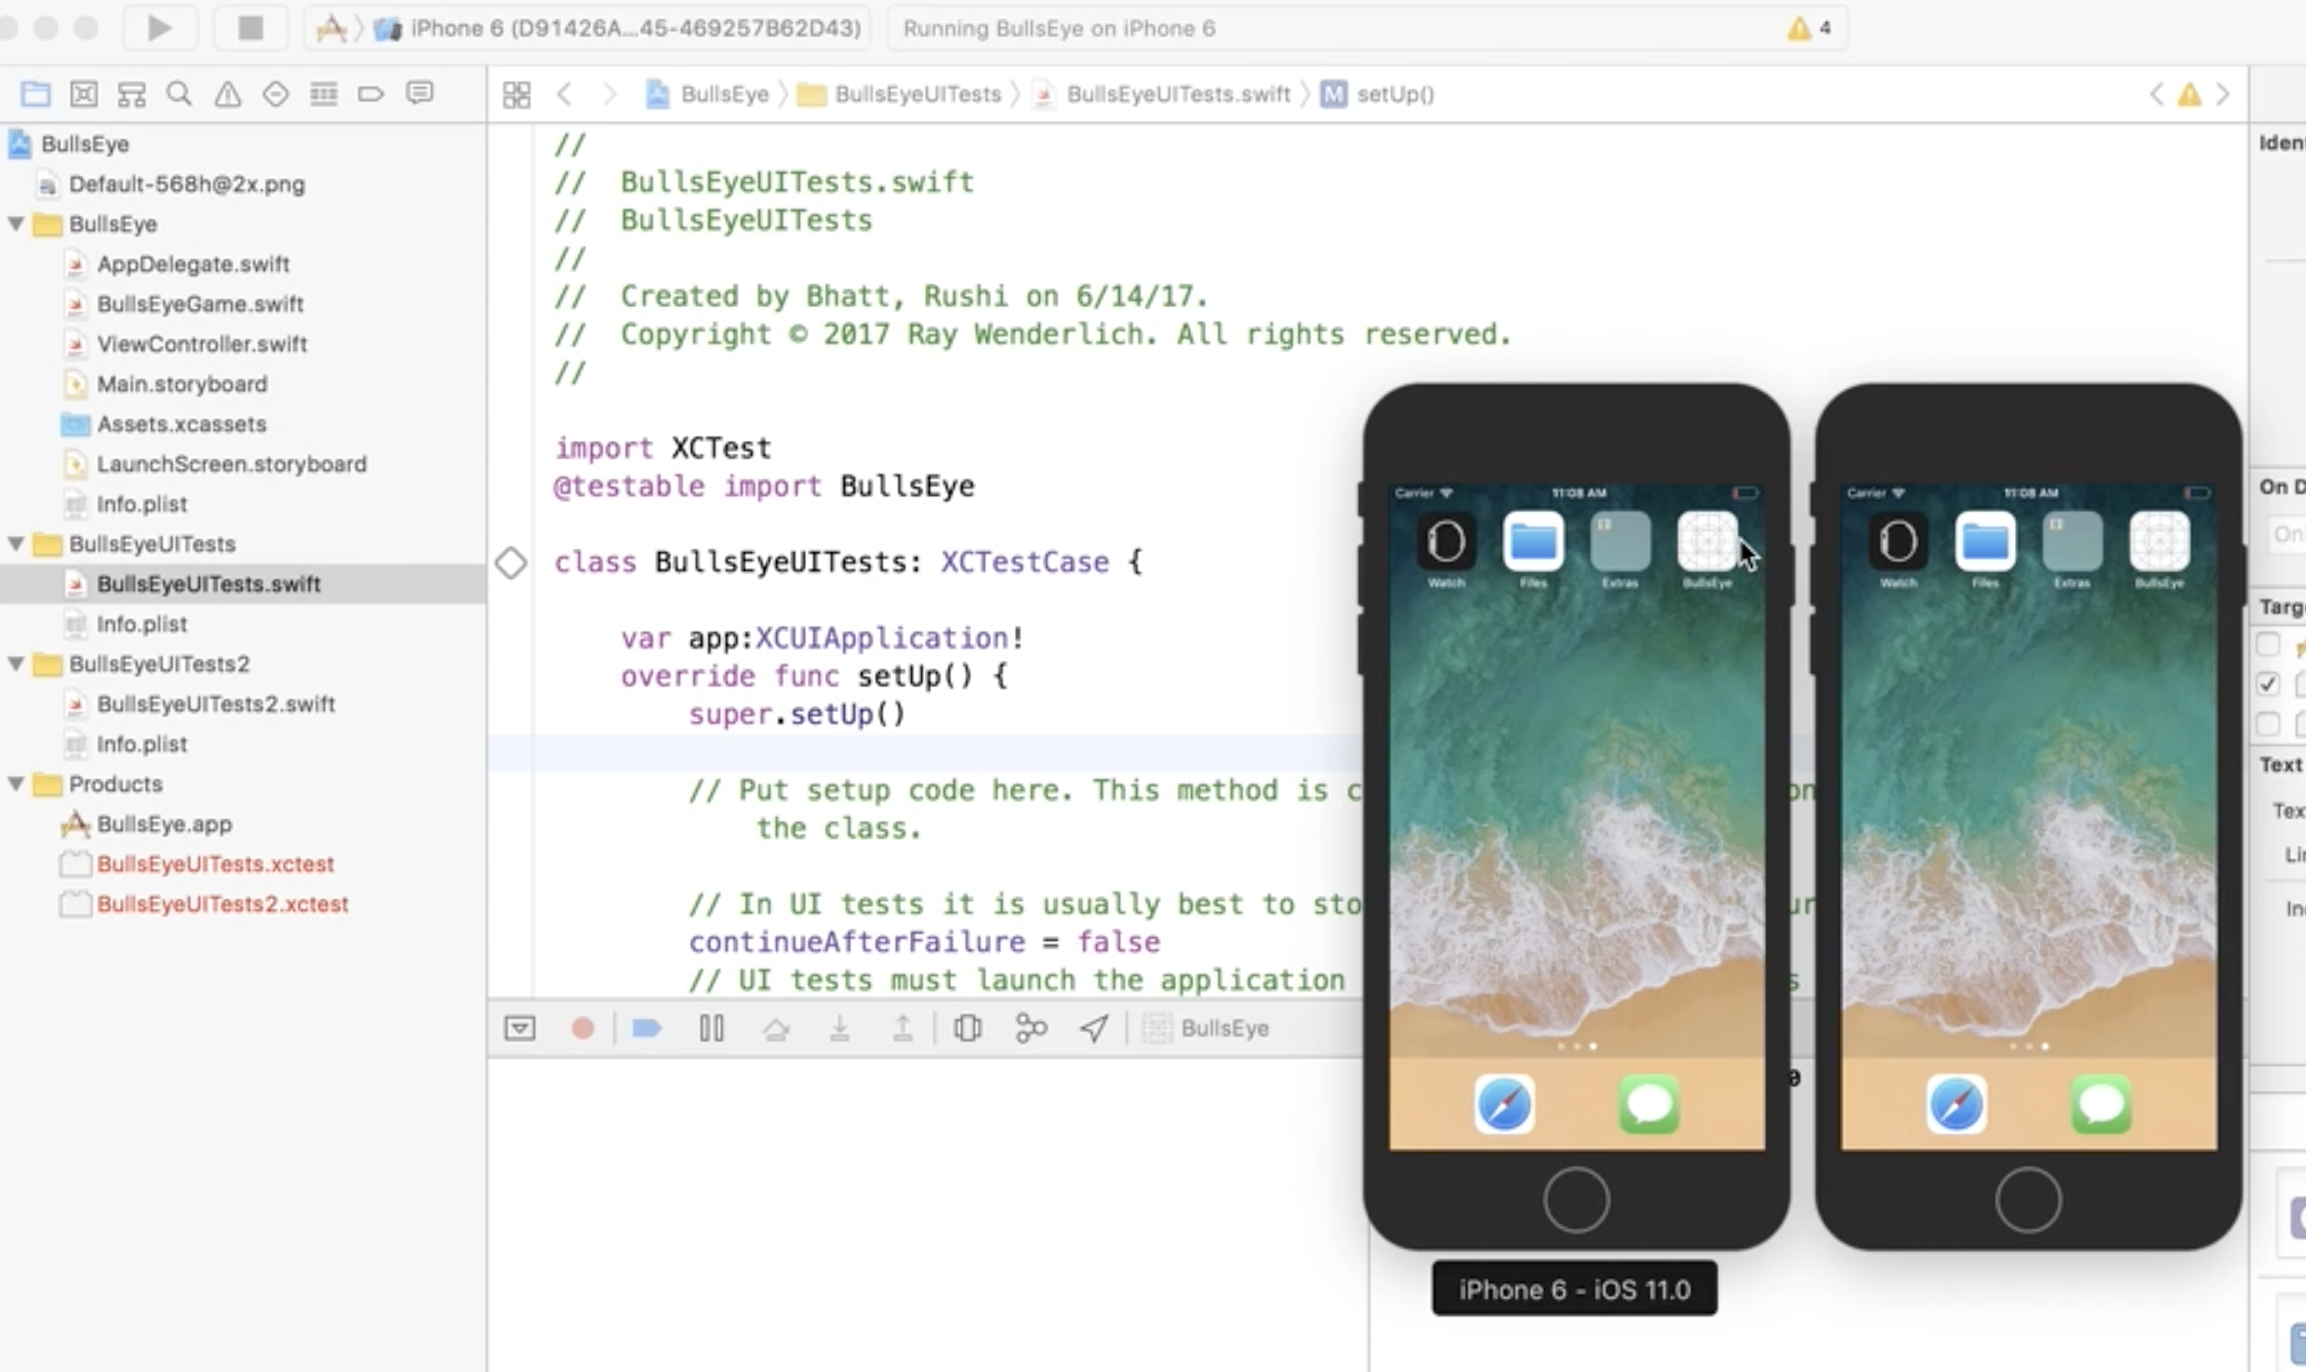 iPhone 6 (D91426A...45-469257B62D43)
Running BullsEye on iPhone 6
4
BullsEye
BullsEyeUITests
BullsEyeUITests.swift
M
setUp()
BullsEye
Default-568h@2x.png
BullsEye
AppDelegate.swift
BullsEyeGame.swift
ViewController.swift
Main.storyboard
Assets.xcassets
LaunchScreen.storyboard
Info.plist
BullsEyeUITests
BullsEyeUITests.swift
Info.plist
BullsEyeUITests2
BullsEyeUITests2.swift
Info.plist
Products
BullsEye.app
BullsEyeUITests.xctest
BullsEyeUITests2.xctest
//
// BullsEyeUITests.swift
// BullsEyeUITests
//
// Created by Bhatt, Rushi on 6/14/17.
// Copyright © 2017 Ray Wenderlich. All rights reserved.
//
import XCTest
@testable import BullsEye
class BullsEyeUITests: XCTestCase {
var app:XCUIApplication!
override func setUp() {
super.setUp()
// Put setup code here. This method is c
the class.
// In UI tests it is usually best to sto
continueAfterFailure = false
// UI tests must launch the application
BullsEye
Carrier
11:08 AM
Watch
Files
Extras
BullsEye
iPhone 6 - iOS 11.0
Carrier
11:08 AM
Watch
Files
Extras
BullsEye
Iden
On D
Onl
Targ
Text
Tex
Lin
In